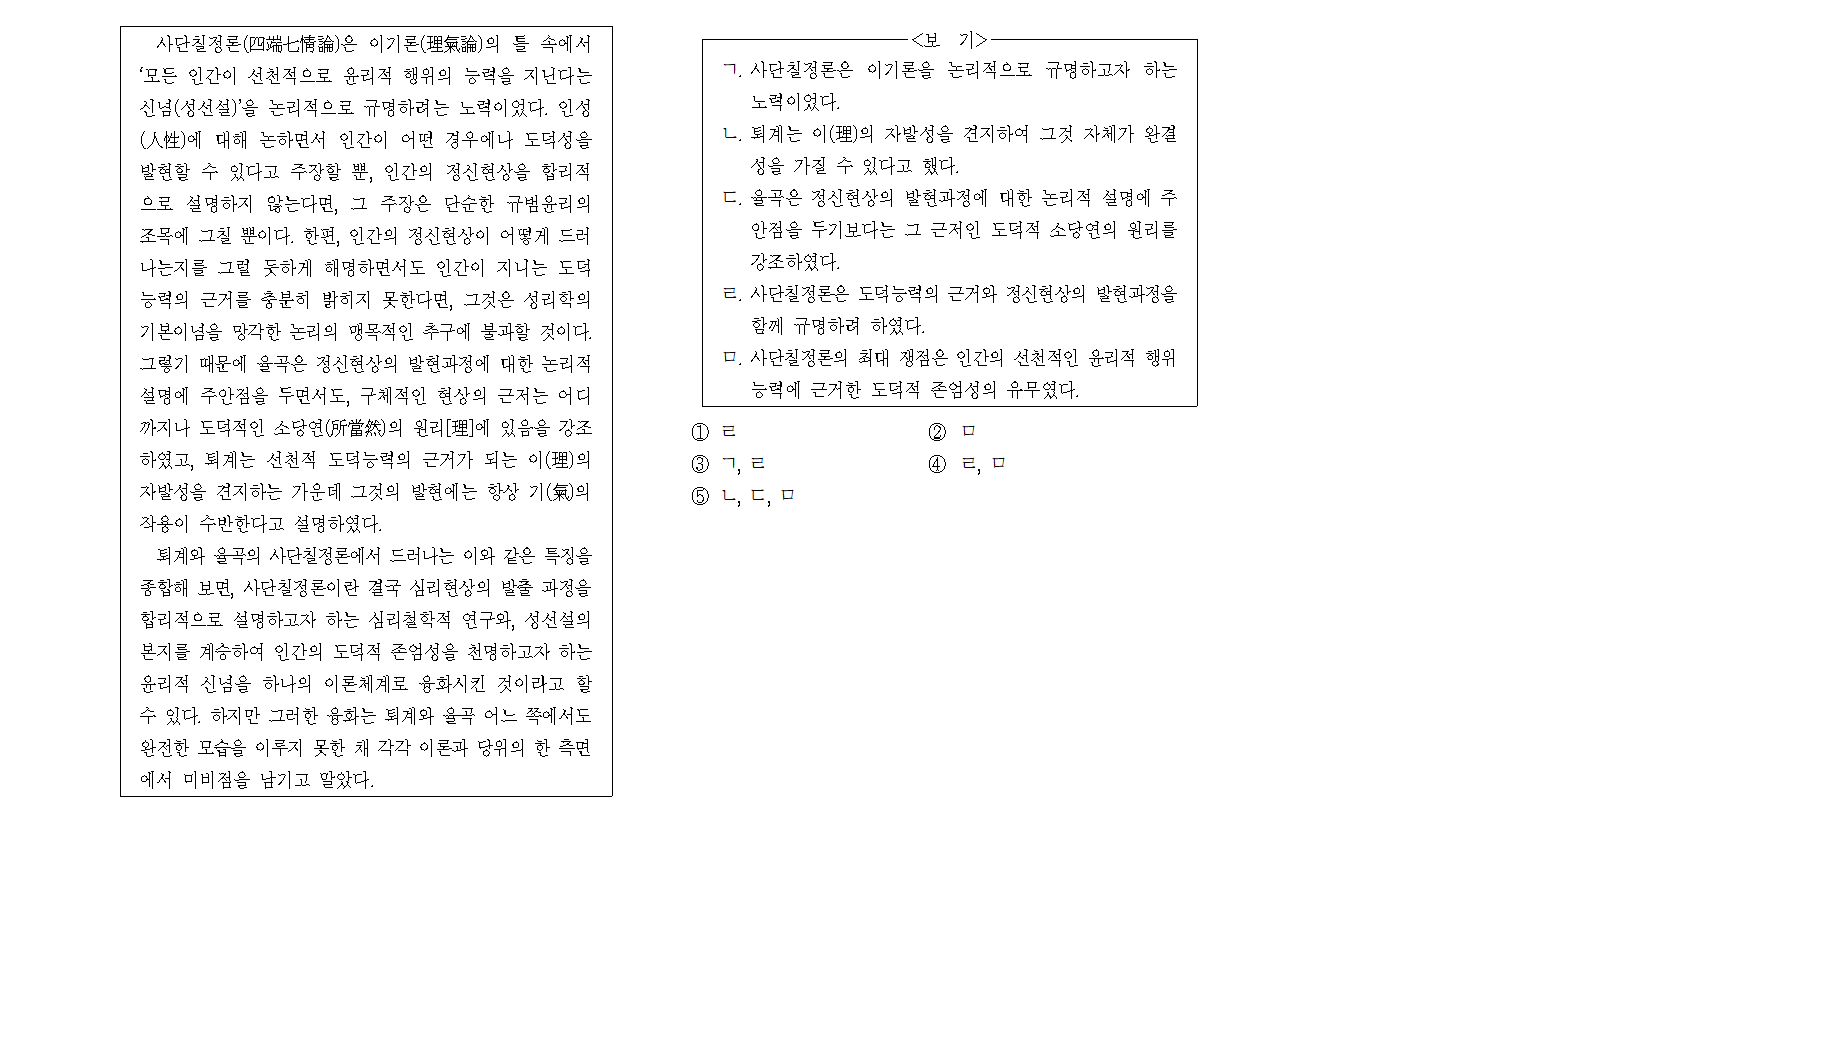 사단칠정론(四端七情論)은 이기론(理氣論)의 틀 속에서
‘모든 인간이 선천적으로 윤리적 행위의 능력을 지닌다는
신념(성선설)’을 논리적으로 규명하려는 노력이었다. 인성
(人性)에 대해 논하면서 인간이 어떤 경우에나 도덕성을
발현할 수 있다고 주장할 뿐, 인간의 정신현상을 합리적
으로 설명하지 않는다면, 그 주장은 단순한 규범윤리의
조목에 그칠 뿐이다. 한편, 인간의 정신현상이 어떻게 드러
나는지를 그럴 듯하게 해명하면서도 인간이 지니는 도덕
능력의 근거를 충분히 밝히지 못한다면, 그것은 성리학의
기본이념을 망각한 논리의 맹목적인 추구에 불과할 것이다.
그렇기 때문에 율곡은 정신현상의 발현과정에 대한 논리적
설명에 주안점을 두면서도, 구체적인 현상의 근저는 어디
까지나 도덕적인 소당연(所當然)의 원리[理]에 있음을 강조
하였고, 퇴계는 선천적 도덕능력의 근거가 되는 이(理)의
자발성을 견지하는 가운데 그것의 발현에는 항상 기(氣)의
작용이 수반한다고 설명하였다.
퇴계와 율곡의 사단칠정론에서 드러나는 이와 같은 특징을
종합해 보면, 사단칠정론이란 결국 심리현상의 발출 과정을
합리적으로 설명하고자 하는 심리철학적 연구와, 성선설의
본지를 계승하여 인간의 도덕적 존엄성을 천명하고자 하는
윤리적 신념을 하나의 이론체계로 융화시킨 것이라고 할
수 있다. 하지만 그러한 융화는 퇴계와 율곡 어느 쪽에서도
완전한 모습을 이루지 못한 채 각각 이론과 당위의 한 측면
에서 미비점을 남기고 말았다.
<보 기>
ㄱ. 사단칠정론은 이기론을 논리적으로 규명하고자 하는
노력이었다.
ㄴ. 퇴계는 이(理)의 자발성을 견지하여 그것 자체가 완결
성을 가질 수 있다고 했다.
ㄷ. 율곡은 정신현상의 발현과정에 대한 논리적 설명에 주
안점을 두기보다는 그 근저인 도덕적 소당연의 원리를
강조하였다.
ㄹ. 사단칠정론은 도덕능력의 근거와 정신현상의 발현과정을
함께 규명하려 하였다.
ㅁ. 사단칠정론의 최대 쟁점은 인간의 선천적인 윤리적 행위
능력에 근거한 도덕적 존엄성의 유무였다.
① ㄹ ② ㅁ
③ ㄱ, ㄹ ④ ㄹ, ㅁ
⑤ ㄴ, ㄷ, ㅁ